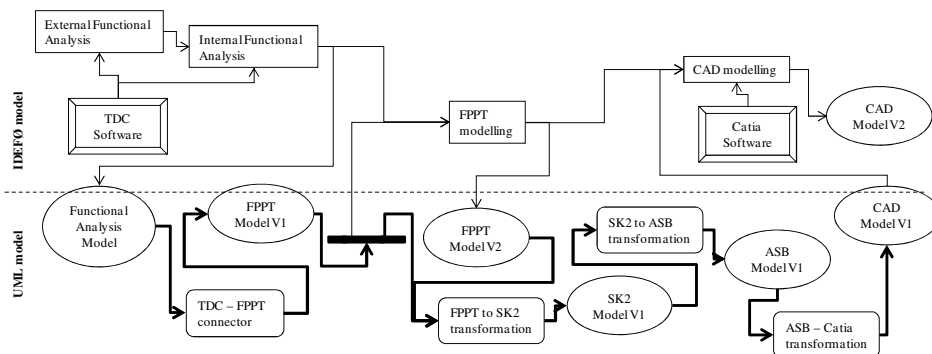 External Functional
Analysis
Internal Functional
Analysis
TDC
Software
FPPT
modelling
CAD modelling
Catia
Software
CAD
Model V2
IDEFØ model
UML model
Functional
Analysis
Model
FPPT
Model V1
TDC – FPPT
connector
FPPT
Model V2
FPPT to SK2
transformation
SK2 to ASB
transformation
SK2
Model V1
ASB
Model V1
ASB – Catia
transformation
CAD
Model V1